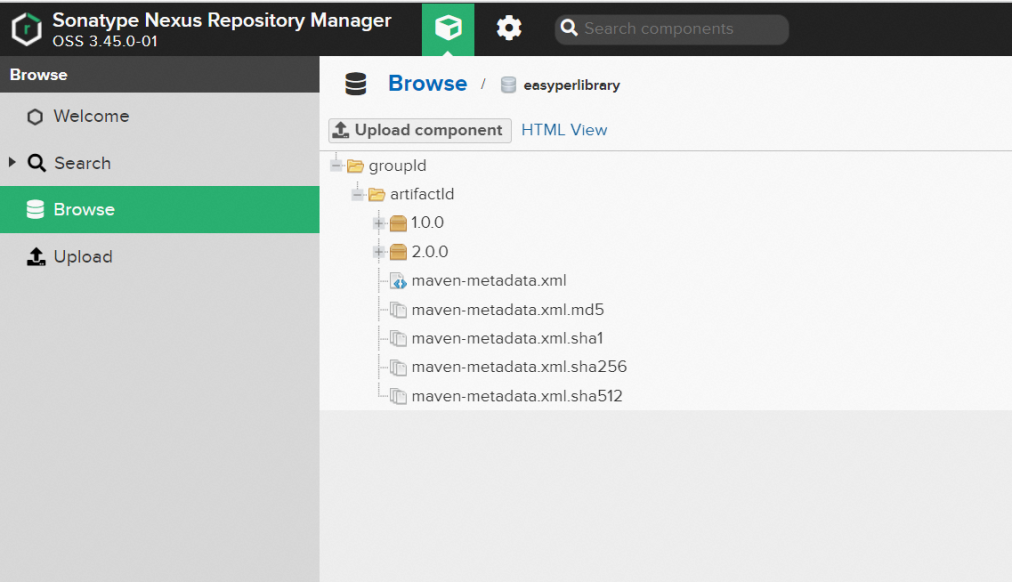 Sonatype Nexus Repository Manager
OSS 3.45.0-01
Search components
Browse
Welcome
Search
Browse
Upload
Browse / easyperlibrary
Upload component HTML View
groupId
artifactId
1.0.0
2.0.0
maven-metadata.xml
maven-metadata.xml.md5
maven-metadata.xml.sha1
maven-metadata.xml.sha256
maven-metadata.xml.sha512